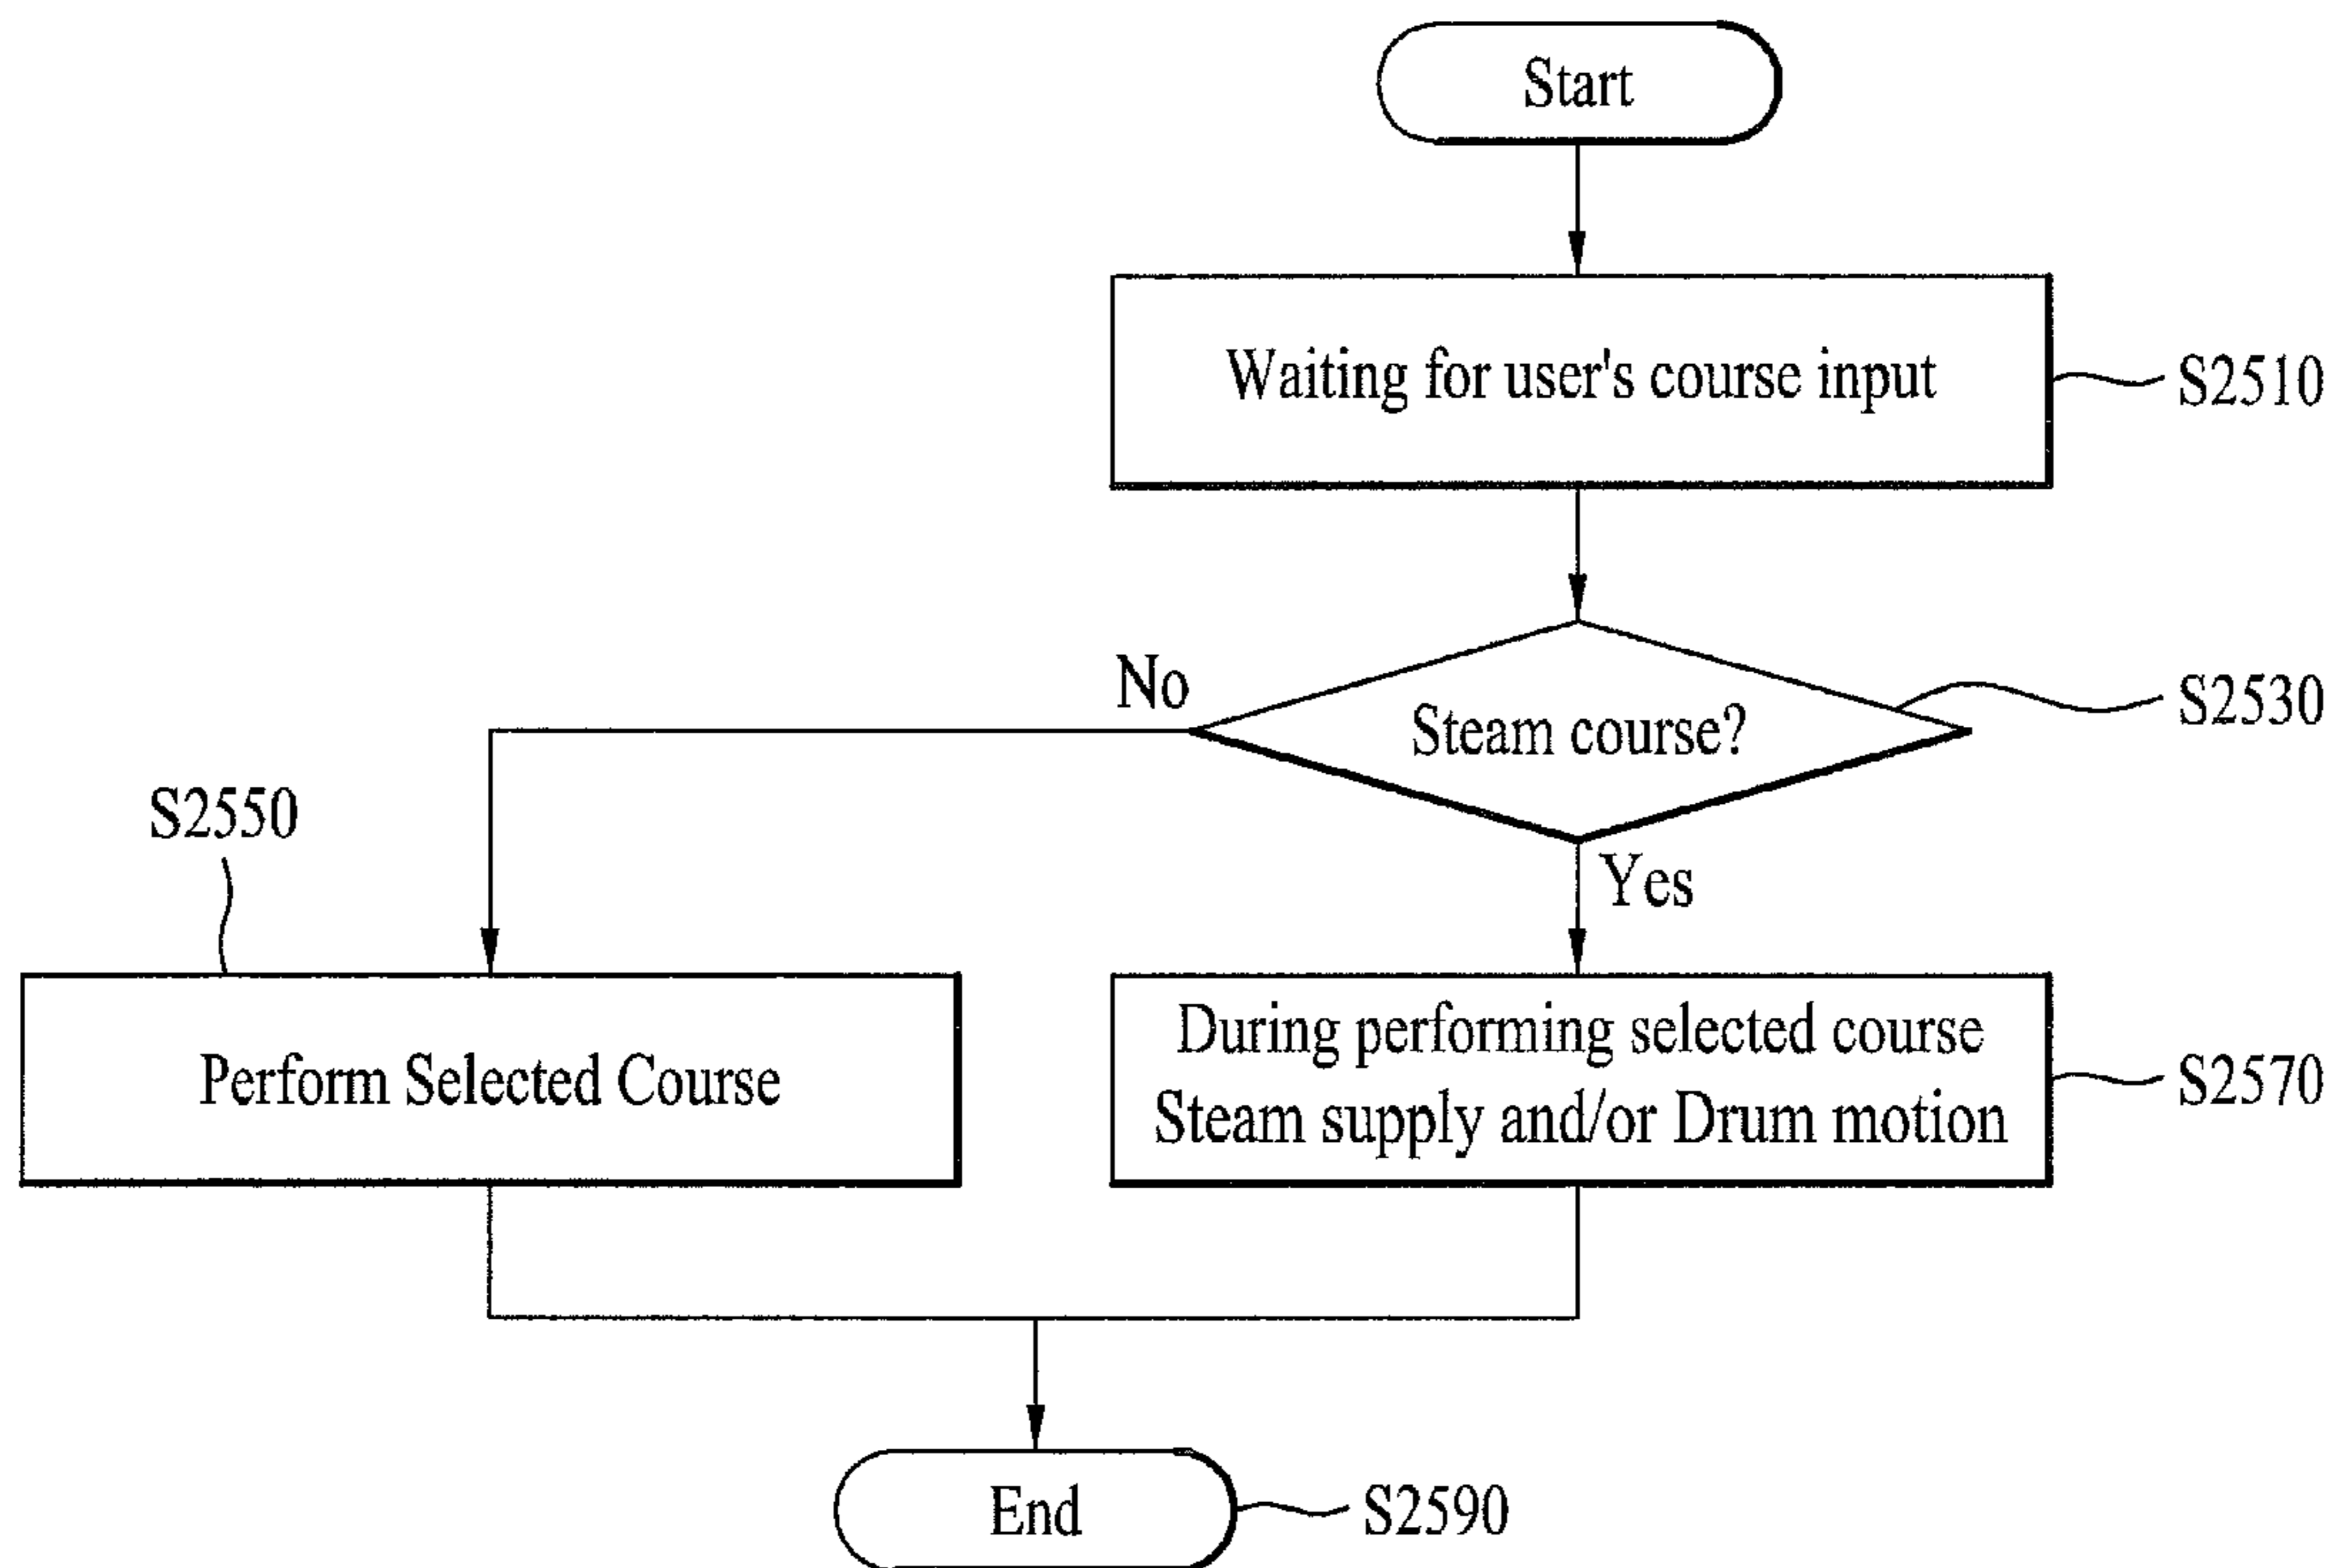 Start
Waiting for user's course input
S2510
Steam course?
S2530
No
Yes
S2550
Perform Selected Course
During performing selected course
Steam supply and/or Drum motion
S2570
End
S2590